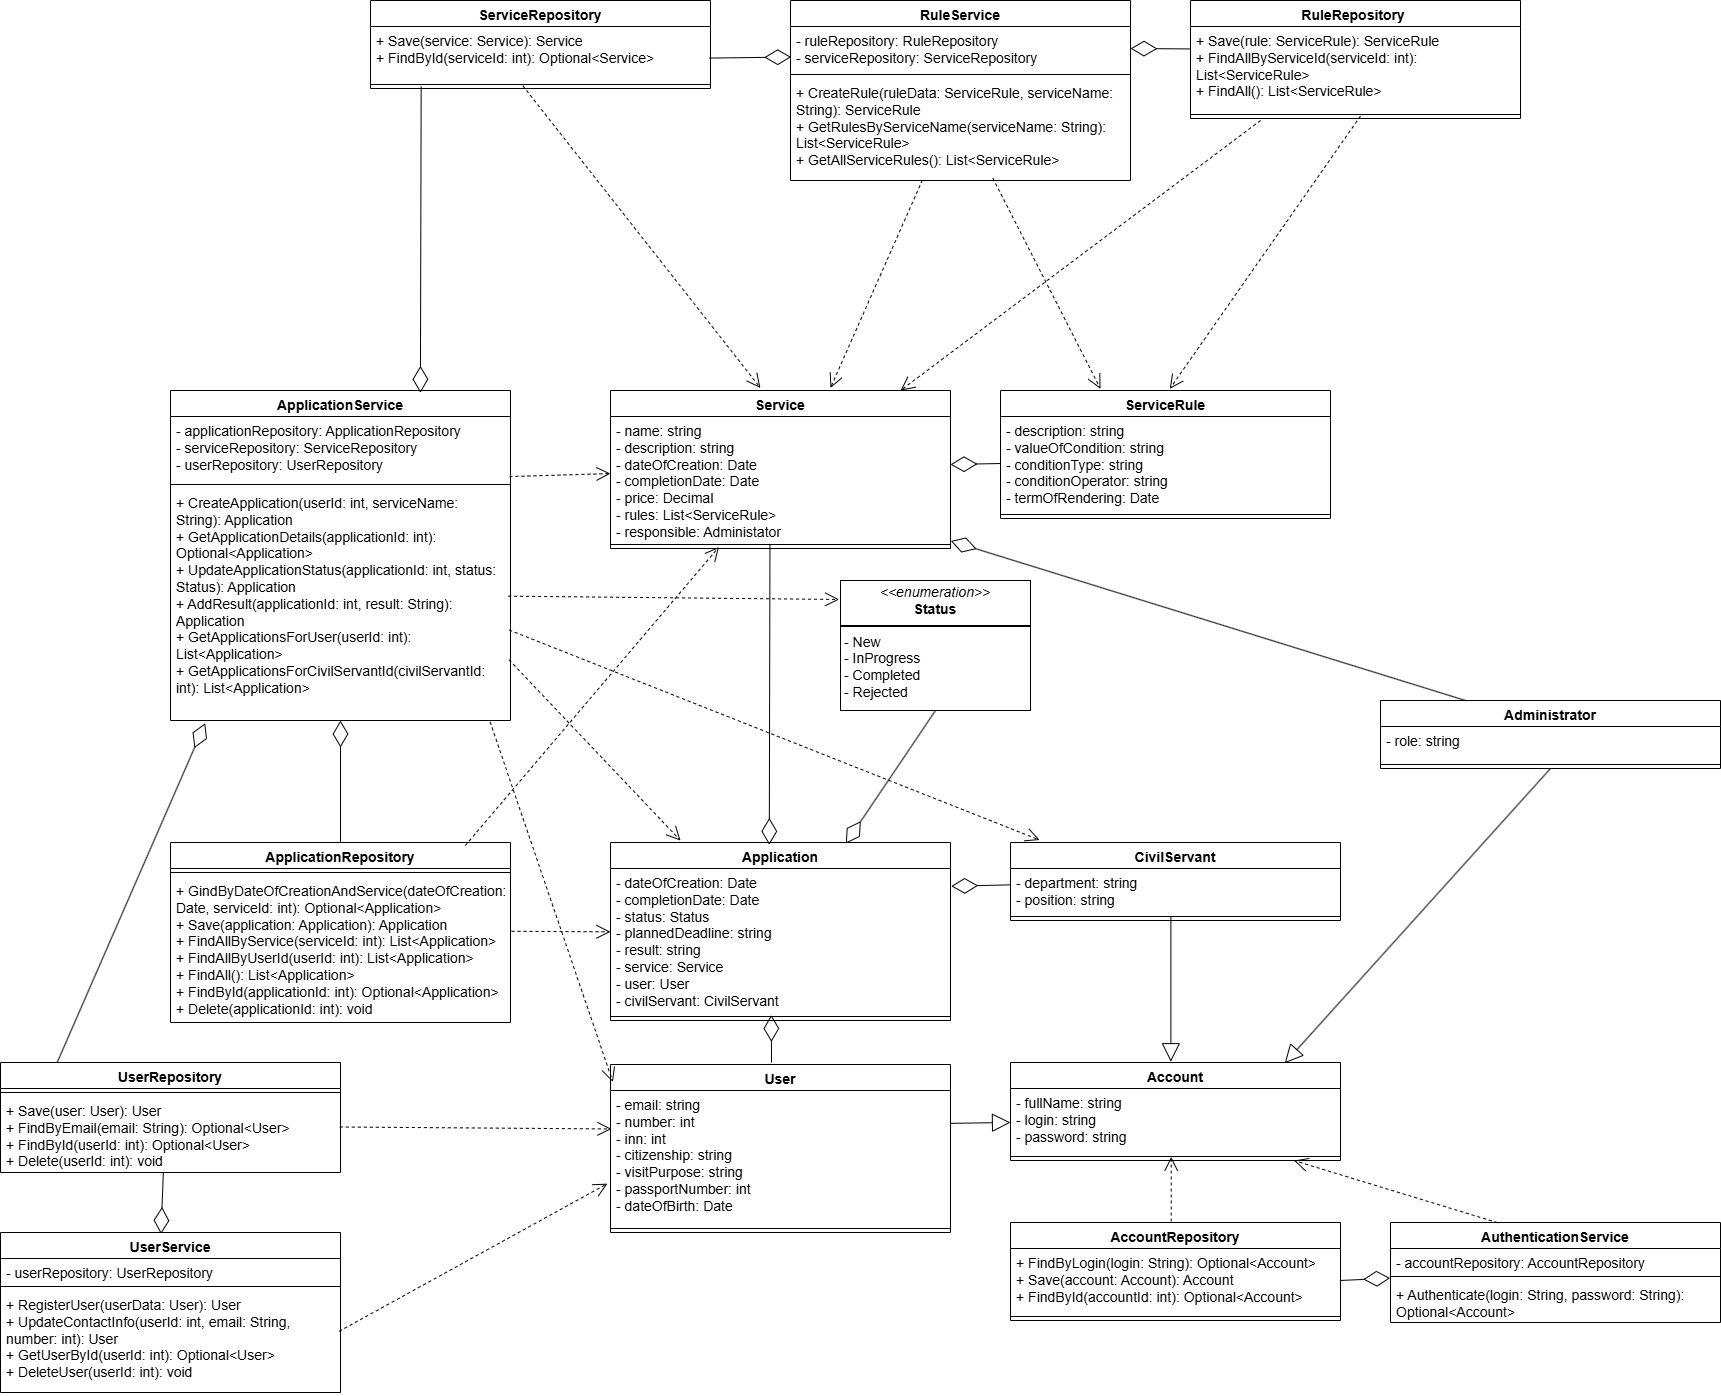 ServiceRepository
+ Save(service: Service): Service
+ FindById(serviceId: int): Optional<Service>
RuleService
- ruleRepository: RuleRepository
- serviceRepository: ServiceRepository
+ CreateRule(ruleData: ServiceRule, serviceName:
String): ServiceRule
+ GetRulesByServiceName(serviceName: String):
List<ServiceRule>
+ GetAllServiceRules(): List<ServiceRule>
RuleRepository
+ Save(rule: ServiceRule): ServiceRule
+ FindAllByServiceId(serviceId: int):
List<ServiceRule>
+ FindAll(): List<ServiceRule>
ApplicationService
- applicationRepository: ApplicationRepository
- serviceRepository: ServiceRepository
- userRepository: UserRepository
+ CreateApplication(userId: int, serviceName:
String): Application
+ GetApplicationDetails(applicationId: int):
Optional<Application>
+ UpdateApplicationStatus(applicationId: int, status:
Status): Application
+ AddResult(applicationId: int, result: String):
Application
+ GetApplicationsForUser(userId: int):
List<Application>
+ GetApplicationsForCivilServantId(civilServantId:
int): List<Application>
Service
- name: string
- description: string
- dateOfCreation: Date
- completionDate: Date
- price: Decimal
- rules: List<ServiceRule>
- responsible: Administator
ServiceRule
- description: string
- valueOfCondition: string
- conditionType: string
- conditionOperator: string
- termOfRendering: Date
<<enumeration>>
Status
- New
- InProgress
- Completed
- Rejected
Administrator
- role: string
ApplicationRepository
+ GindByDateOfCreationAndService(dateOfCreation:
Date, serviceId: int): Optional<Application>
+ Save(application: Application): Application
+ FindAllByService(serviceId: int): List<Application>
+ FindAllByUserId(userId: int): List<Application>
+ FindAll(): List<Application>
+ FindById(applicationId: int): Optional<Application>
+ Delete(applicationId: int): void
Application
- dateOfCreation: Date
- completionDate: Date
- status: Status
- plannedDeadline: string
- result: string
- service: Service
- user: User
- civilServant: CivilServant
CivilServant
- department: string
- position: string
UserRepository
+ Save(user: User): User
+ FindByEmail(email: String): Optional<User>
+ FindById(userId: int): Optional<User>
+ Delete(userId: int): void
User
- email: string
- number: int
- inn: int
- citizenship: string
- visitPurpose: string
- passportNumber: int
- dateOfBirth: Date
Account
- fullName: string
- login: string
- password: string
UserService
- userRepository: UserRepository
+ RegisterUser(userData: User): User
+ UpdateContactInfo(userId: int, email: String,
number: int): User
+ GetUserById(userId: int): Optional<User>
+ DeleteUser(userId: int): void
AccountRepository
+ FindByLogin(login: String): Optional<Account>
+ Save(account: Account): Account
+ FindById(accountId: int): Optional<Account>
AuthenticationService
- accountRepository: AccountRepository
+ Authenticate(login: String, password: String):
Optional<Account>